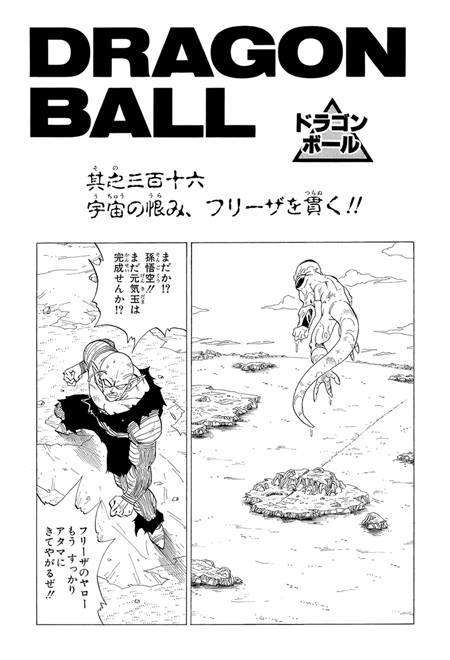 DRAGON
BALL
ドラゴン
ボール
其之三百十六
宇宙の恨み、フリーザを貫く!!
まだか!?
孫悟空!!
まだ元気玉は
完成せんか!?
フリーザのヤロー
もう すっかり
アタマに
きてやがるぜ!!